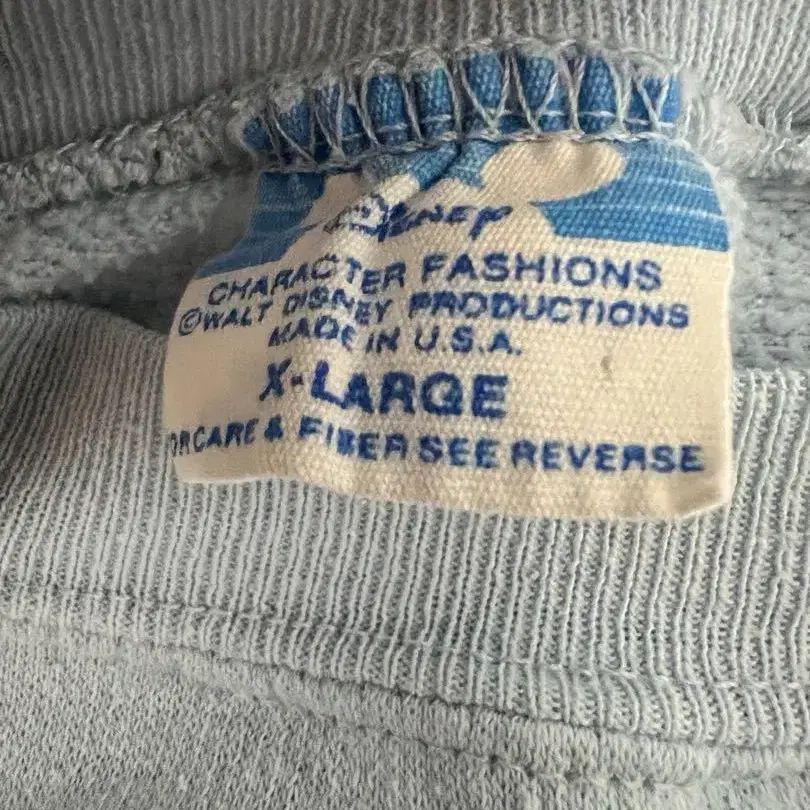 Disney
CHARACTER FASHIONS
©WALT DISNEY PRODUCTIONS
MADE IN U.S.A.
X-LARGE
FOR CARE & FIBER SEE REVERSE